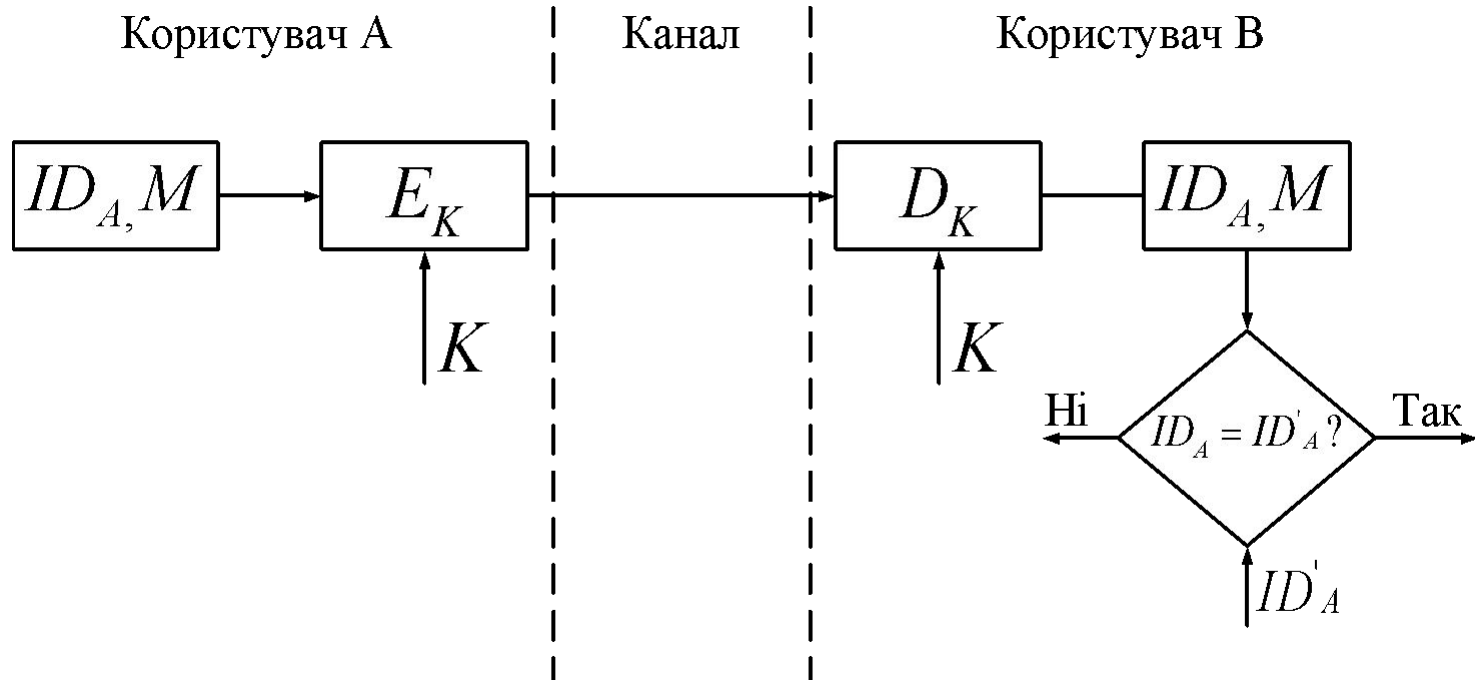 Користувач А
Канал
Користувач В
ID_A, M
E_K
D_K
ID_A, M
K
K
Ні
ID_A = ID'_A ?
Так
ID'_A